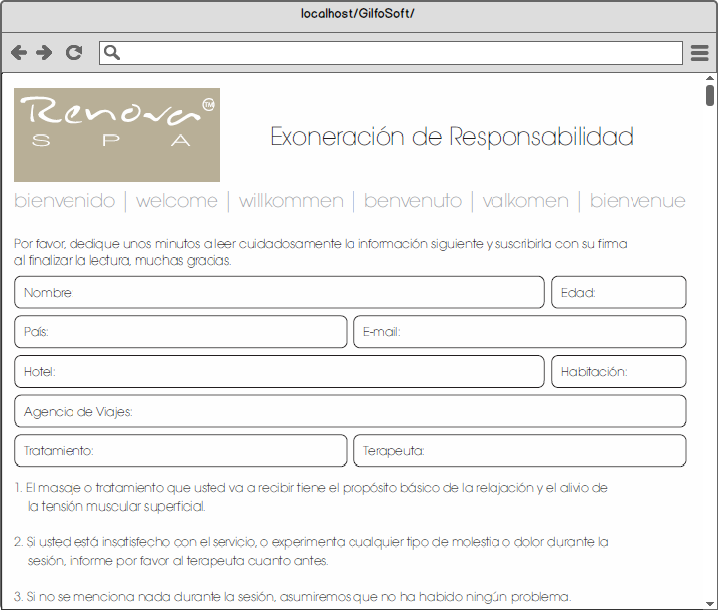 localhost/GilfoSoft/
Renova TM
SPA
Exoneración de Responsabilidad
bienvenido | welcome | willkommen | benvenuto | valkomen | bienvenue
Por favor, dedique unos minutos a leer cuidadosamente la información siguiente y suscribirla con su firma
al finalizar la lectura, muchas gracias.
Nombre: Edad:
País: E-mail:
Hotel: Habitación:
Agencia de Viajes:
Tratamiento: Terapeuta:
1. El masaje o tratamiento que usted va a recibir tiene el propósito básico de la relajación y el alivio de
la tensión muscular superficial.
2. Si usted está insatisfecho con el servicio, o experimenta cualquier tipo de molestia o dolor durante la
sesión, informe por favor al terapeuta cuanto antes.
3. Si no se menciona nada durante la sesión, asumiremos que no ha habido ningún problema.